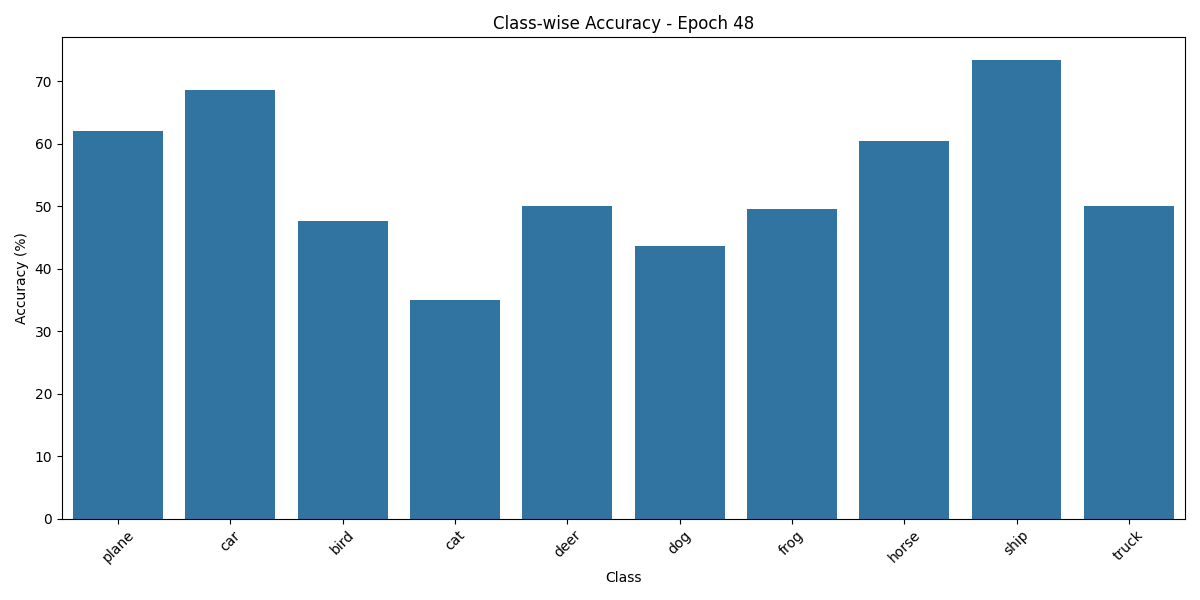 Class-wise Accuracy - Epoch 48
Accuracy (%)
70
60
50
40
30
20
10
0
plane
car
bird
cat
deer
dog
frog
horse
ship
truck
Class